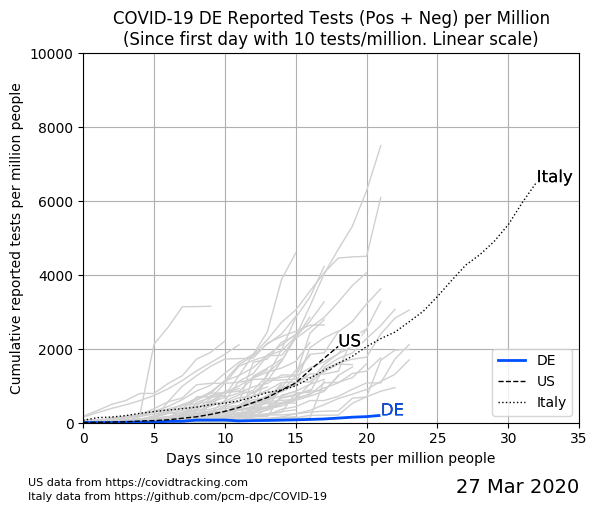 COVID-19 DE Reported Tests (Pos + Neg) per Million
(Since first day with 10 tests/million. Linear scale)
Cumulative reported tests per million people
10000
8000
6000
4000
2000
0
Italy
US
DE
DE
US
Italy
0 5 10 15 20 25 30 35
Days since 10 reported tests per million people
US data from https://covidtracking.com
Italy data from https://github.com/pcm-dpc/COVID-19
27 Mar 2020